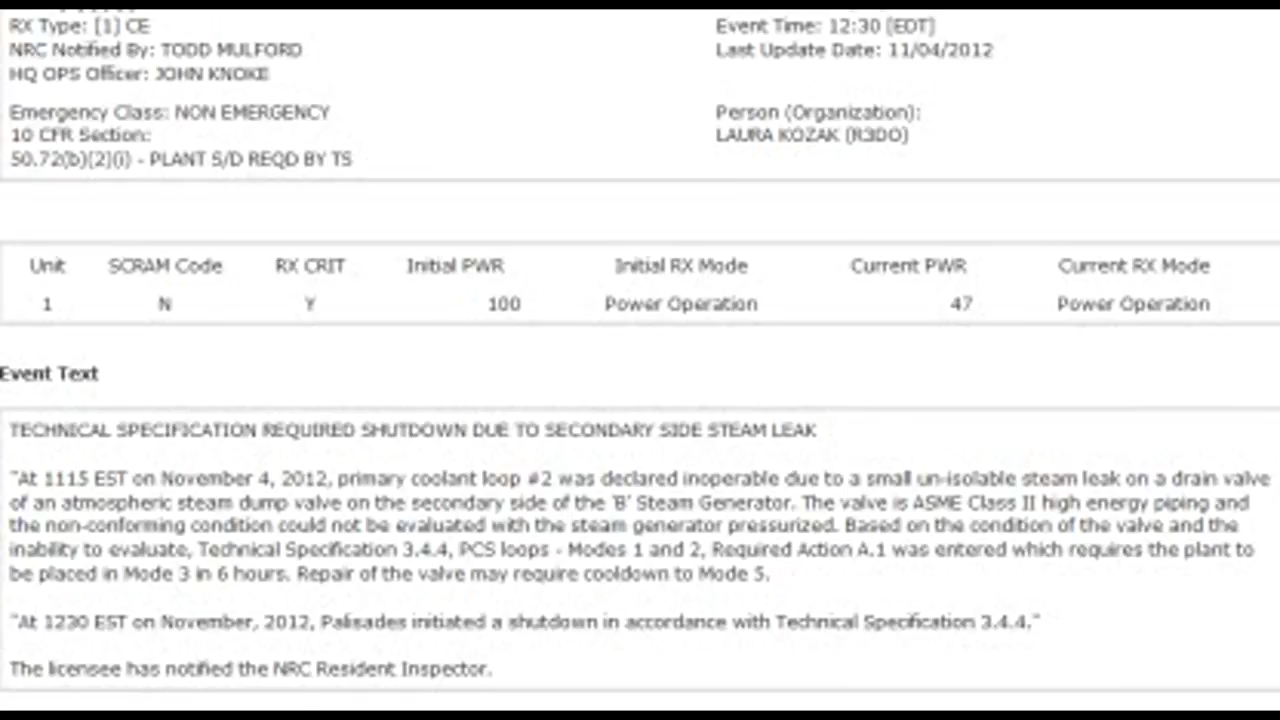 RX Type: [1] CE
Event Time: 12:30 [EDT]
NRC Notified By: TODD MULFORD
Last Update Date: 11/04/2012
HQ OPS Officer: JOHN KNOKE
Emergency Class: NON EMERGENCY
Person (Organization):
10 CFR Section:
LAURA KOZAK (R3DO)
50.72(b)(2)(i) - PLANT S/D REQD BY TS
Unit SCRAM Code RX CRIT Initial PWR Initial RX Mode Current PWR Current RX Mode
1 N Y 100 Power Operation 47 Power Operation
Event Text
TECHNICAL SPECIFICATION REQUIRED SHUTDOWN DUE TO SECONDARY SIDE STEAM LEAK
"At 1115 EST on November 4, 2012, primary coolant loop #2 was declared inoperable due to a small un-isolable steam leak on a drain valve
of an atmospheric steam dump valve on the secondary side of the 'B' Steam Generator. The valve is ASME Class II high energy piping and
the non-conforming condition could not be evaluated with the steam generator pressurized. Based on the condition of the valve and the
inability to evaluate, Technical Specification 3.4.4, PCS loops - Modes 1 and 2, Required Action A.1 was entered which requires the plant to
be placed in Mode 3 in 6 hours. Repair of the valve may require cooldown to Mode 5.
"At 1230 EST on November, 2012, Palisades initiated a shutdown in accordance with Technical Specification 3.4.4."
The licensee has notified the NRC Resident Inspector.